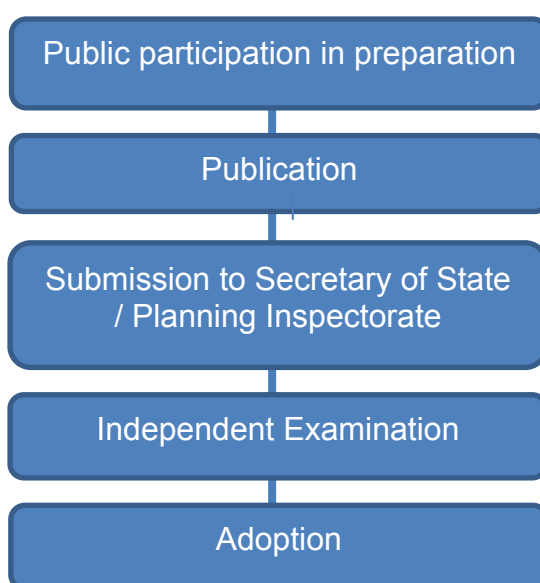 Public participation in preparation
Publication
Submission to Secretary of State
/ Planning Inspectorate
Independent Examination
Adoption